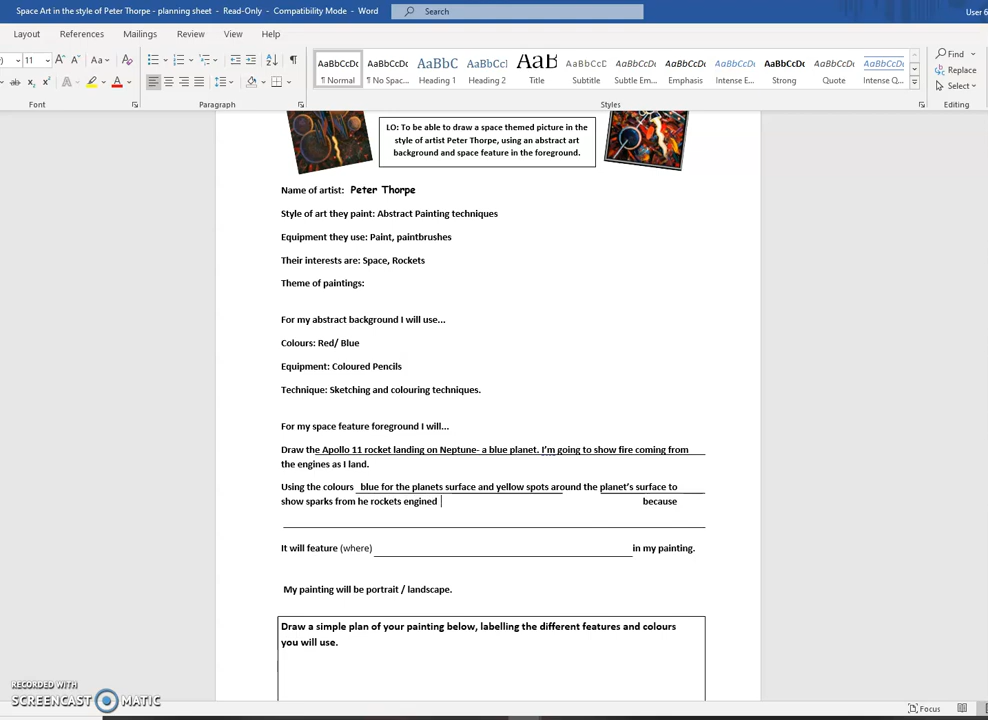 Space Art in the style of Peter Thorpe - planning sheet - Read-Only - Compatibility Mode - Word
Search
User 6
Layout References Mailings Review View Help
11 Aa
AaBbCcDc AaBbCcDc AaBbC AaBbCcI AaB AaBbCcD AaBbCcDc AaBbCcDc AaBbCcDc AaBbCcDc AaBbCcDc AaBbCcDc
¶ Normal ¶ No Spac... Heading 1 Heading 2 Title Subtitle Subtle Em... Emphasis Intense E... Strong Quote Intense Q...
Find
Replace
Select
Font Paragraph Styles Editing
LO: To be able to draw a space themed picture in the
style of artist Peter Thorpe, using an abstract art
background and space feature in the foreground.
Name of artist: Peter Thorpe
Style of art they paint: Abstract Painting techniques
Equipment they use: Paint, paintbrushes
Their interests are: Space, Rockets
Theme of paintings:
For my abstract background I will use...
Colours: Red/ Blue
Equipment: Coloured Pencils
Technique: Sketching and colouring techniques.
For my space feature foreground I will...
Draw the Apollo 11 rocket landing on Neptune- a blue planet. I'm going to show fire coming from
the engines as I land.
Using the colours blue for the planets surface and yellow spots around the planet's surface to
show sparks from he rockets engined because
It will feature (where) in my painting.
My painting will be portrait / landscape.
Draw a simple plan of your painting below, labelling the different features and colours
you will use.
RECORDED WITH
SCREENCAST MATIC
Focus